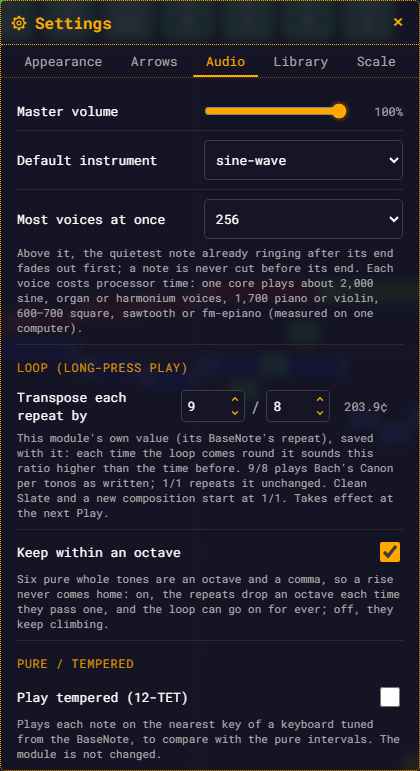 Settings ×
Appearance Arrows Audio Library Scale
Master volume 100%
Default instrument sine-wave
Most voices at once 256
Above it, the quietest note already ringing after its end
fades out first; a note is never cut before its end. Each
voice costs processor time: one core plays about 2,000
sine, organ or harmonium voices, 1,700 piano or violin,
600–700 square, sawtooth or fm-epiano (measured on one
computer).
LOOP (LONG-PRESS PLAY)
Transpose each
repeat by 9 / 8 203.9¢
This module's own value (its BaseNote's repeat), saved
with it: each time the loop comes round it sounds this
ratio higher than the time before. 9/8 plays Bach's Canon
per tonos as written; 1/1 repeats it unchanged. Clean
Slate and a new composition start at 1/1. Takes effect at
the next Play.
Keep within an octave
Six pure whole tones are an octave and a comma, so a rise
never comes home: on, the repeats drop an octave each time
they pass one, and the loop can go on for ever; off, they
keep climbing.
PURE / TEMPERED
Play tempered (12-TET)
Plays each note on the nearest key of a keyboard tuned
from the BaseNote, to compare with the pure intervals. The
module is not changed.